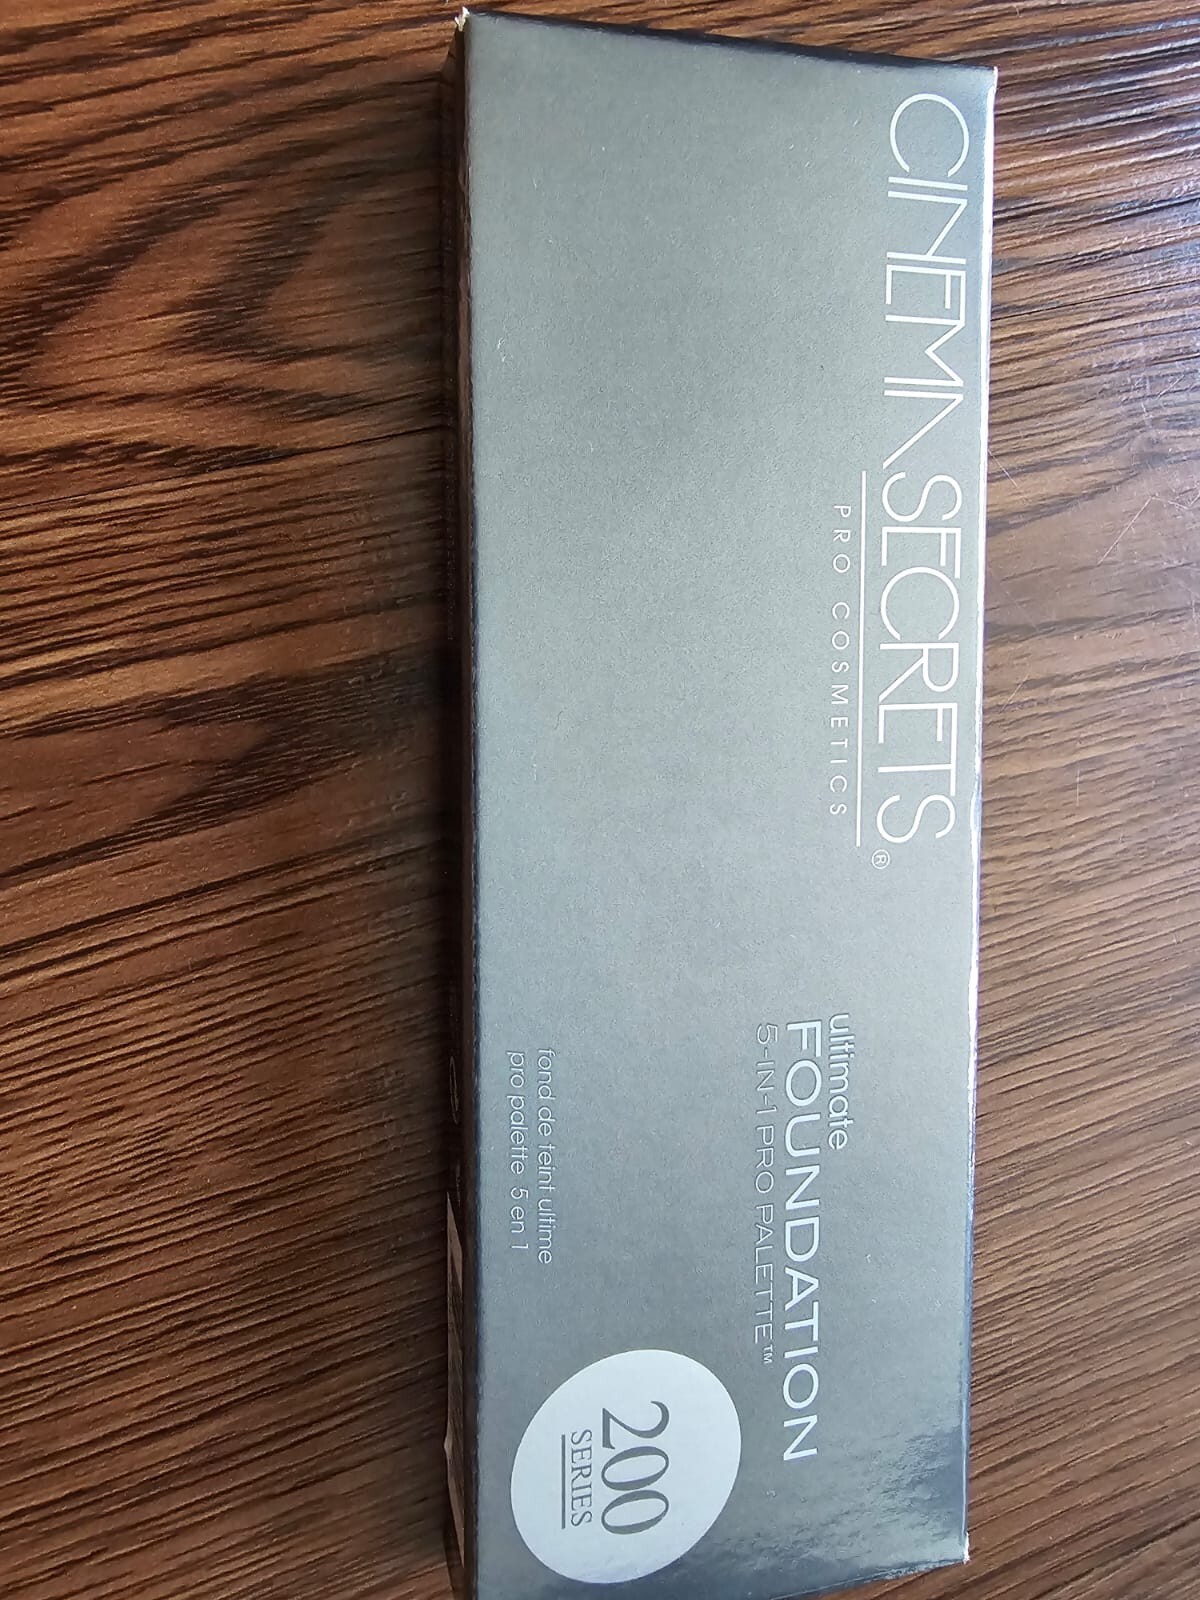 CINEMA SECRETS®
PRO COSMETICS
ultimate
FOUNDATION
5-IN-1 PRO PALETTE™
fond de teint ultime
pro palette 5 en 1
200
SERIES